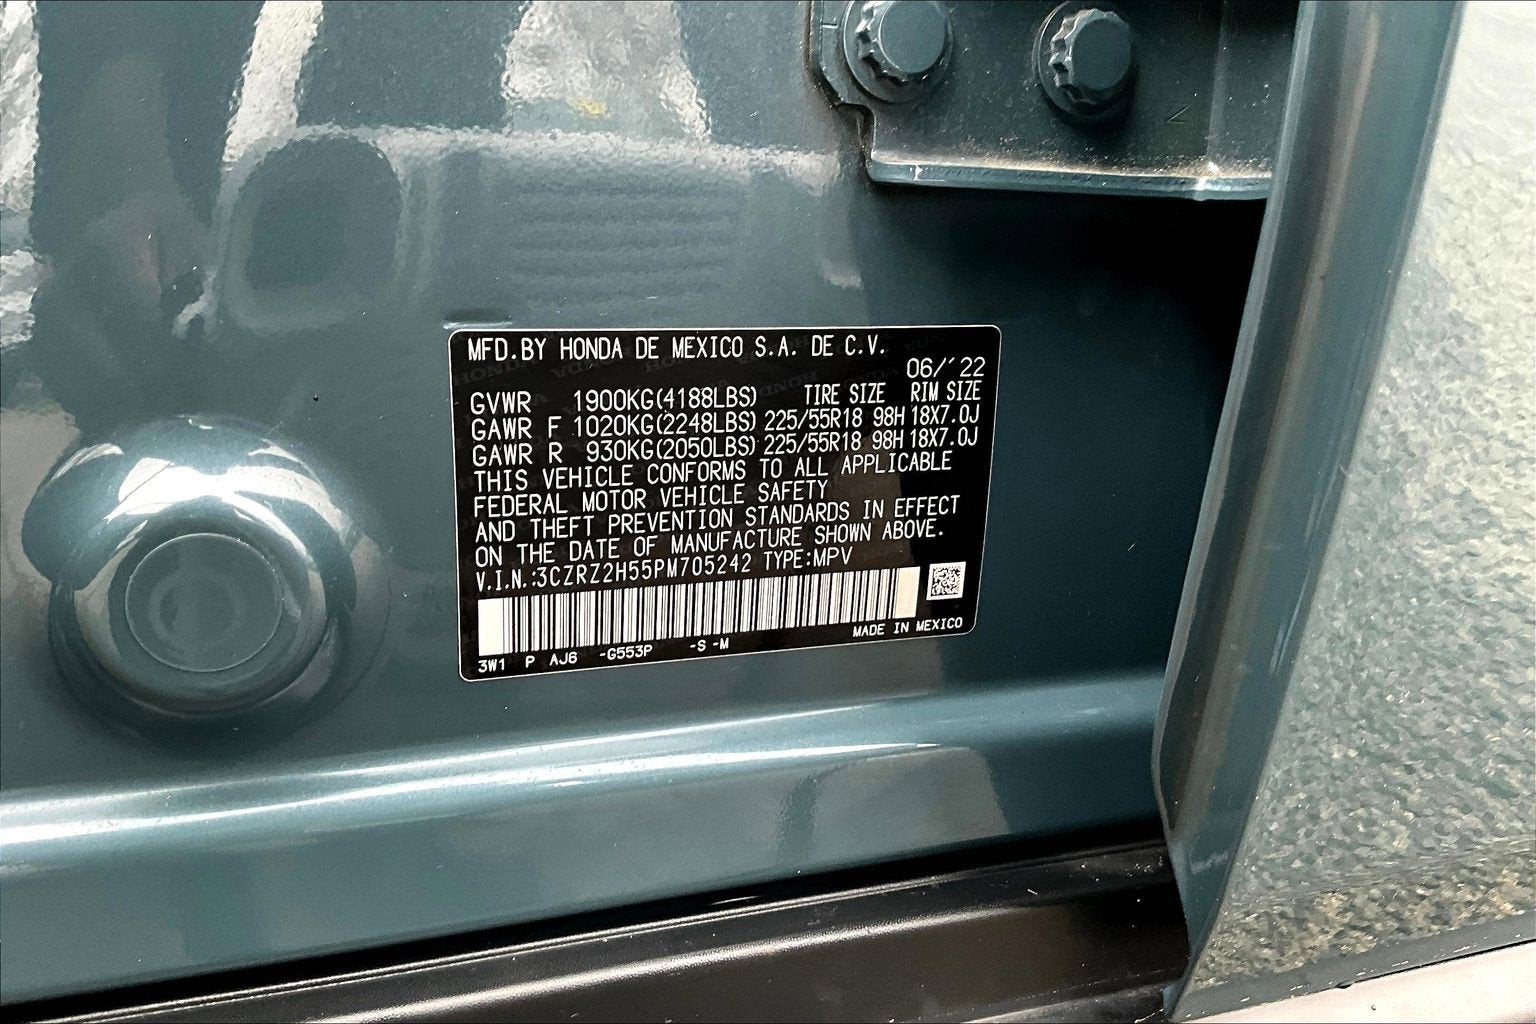 MFD.BY HONDA DE MEXICO S.A. DE C.V.
06/'22
GVWR 1900KG(4188LBS) TIRE SIZE RIM SIZE
GAWR F 1020KG(2248LBS) 225/55R18 98H 18X7.0J
GAWR R 930KG(2050LBS) 225/55R18 98H 18X7.0J
THIS VEHICLE CONFORMS TO ALL APPLICABLE
FEDERAL MOTOR VEHICLE SAFETY
AND THEFT PREVENTION STANDARDS IN EFFECT
ON THE DATE OF MANUFACTURE SHOWN ABOVE.
V.I.N.:3CZRZ2H55PM705242 TYPE:MPV
MADE IN MEXICO
3W1 P AJ6 -G553P -S -M